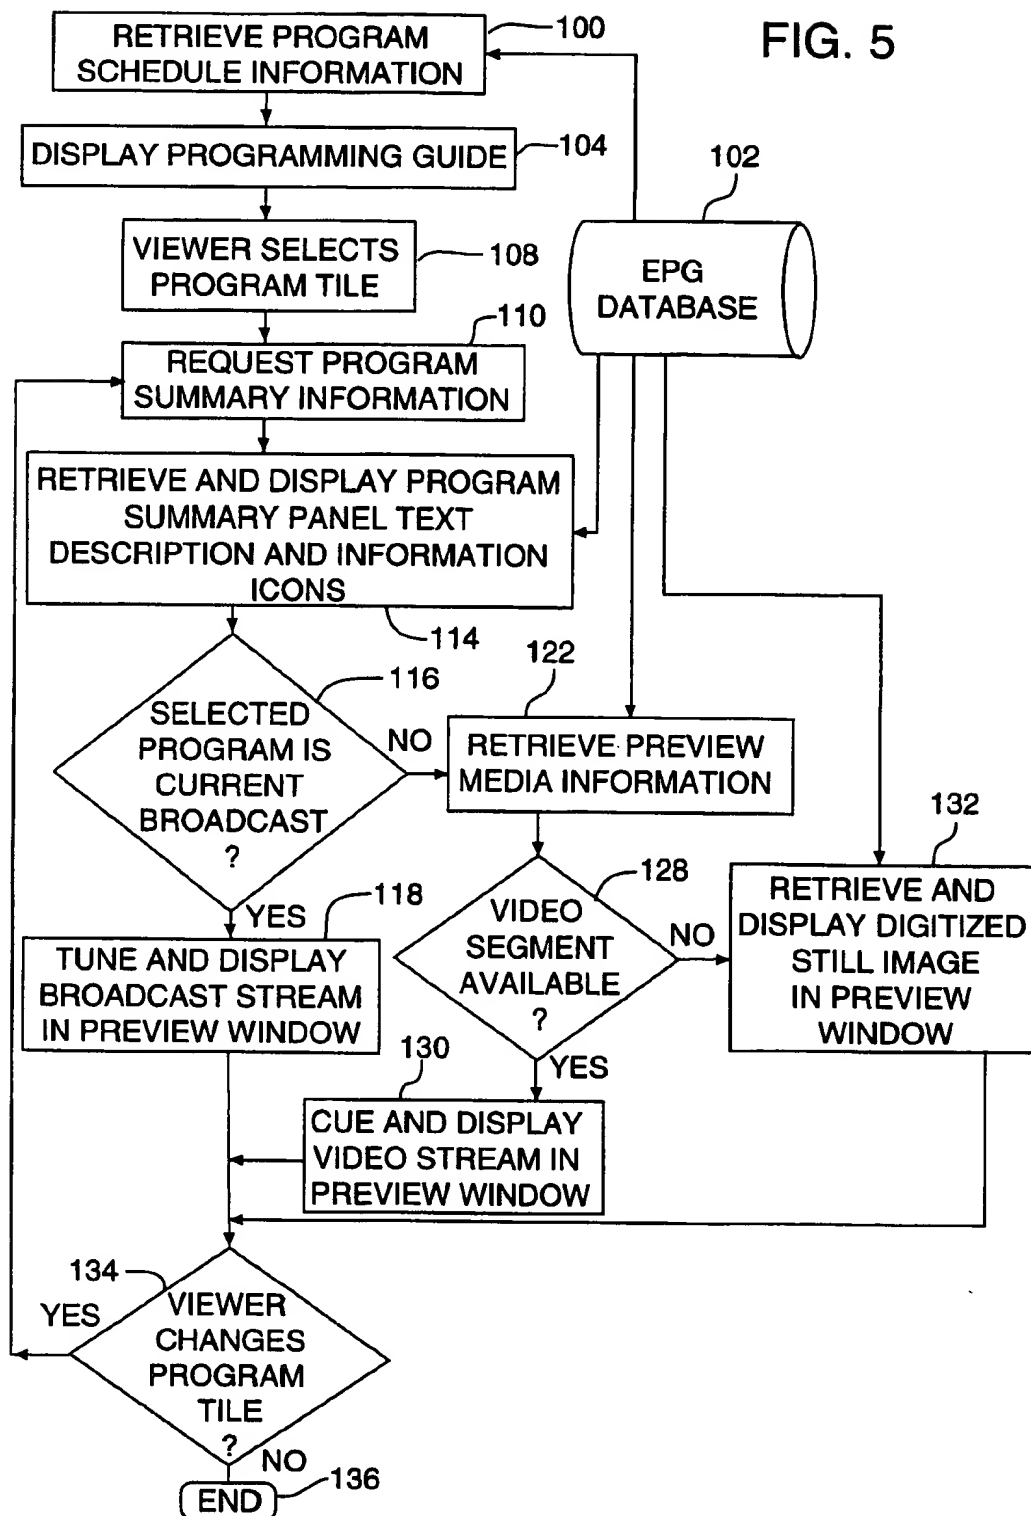 FIG. 5
RETRIEVE PROGRAM
SCHEDULE INFORMATION
100
DISPLAY PROGRAMMING GUIDE
104
102
EPG
DATABASE
VIEWER SELECTS
PROGRAM TILE
108
110
REQUEST PROGRAM
SUMMARY INFORMATION
RETRIEVE AND DISPLAY PROGRAM
SUMMARY PANEL TEXT
DESCRIPTION AND INFORMATION
ICONS
114
116
SELECTED
PROGRAM IS
CURRENT
BROADCAST
?
NO
YES
122
RETRIEVE PREVIEW
MEDIA INFORMATION
118
TUNE AND DISPLAY
BROADCAST STREAM
IN PREVIEW WINDOW
128
VIDEO
SEGMENT
AVAILABLE
?
NO
YES
132
RETRIEVE AND
DISPLAY DIGITIZED
STILL IMAGE
IN PREVIEW
WINDOW
130
CUE AND DISPLAY
VIDEO STREAM IN
PREVIEW WINDOW
134
YES
VIEWER
CHANGES
PROGRAM
TILE
?
NO
END
136